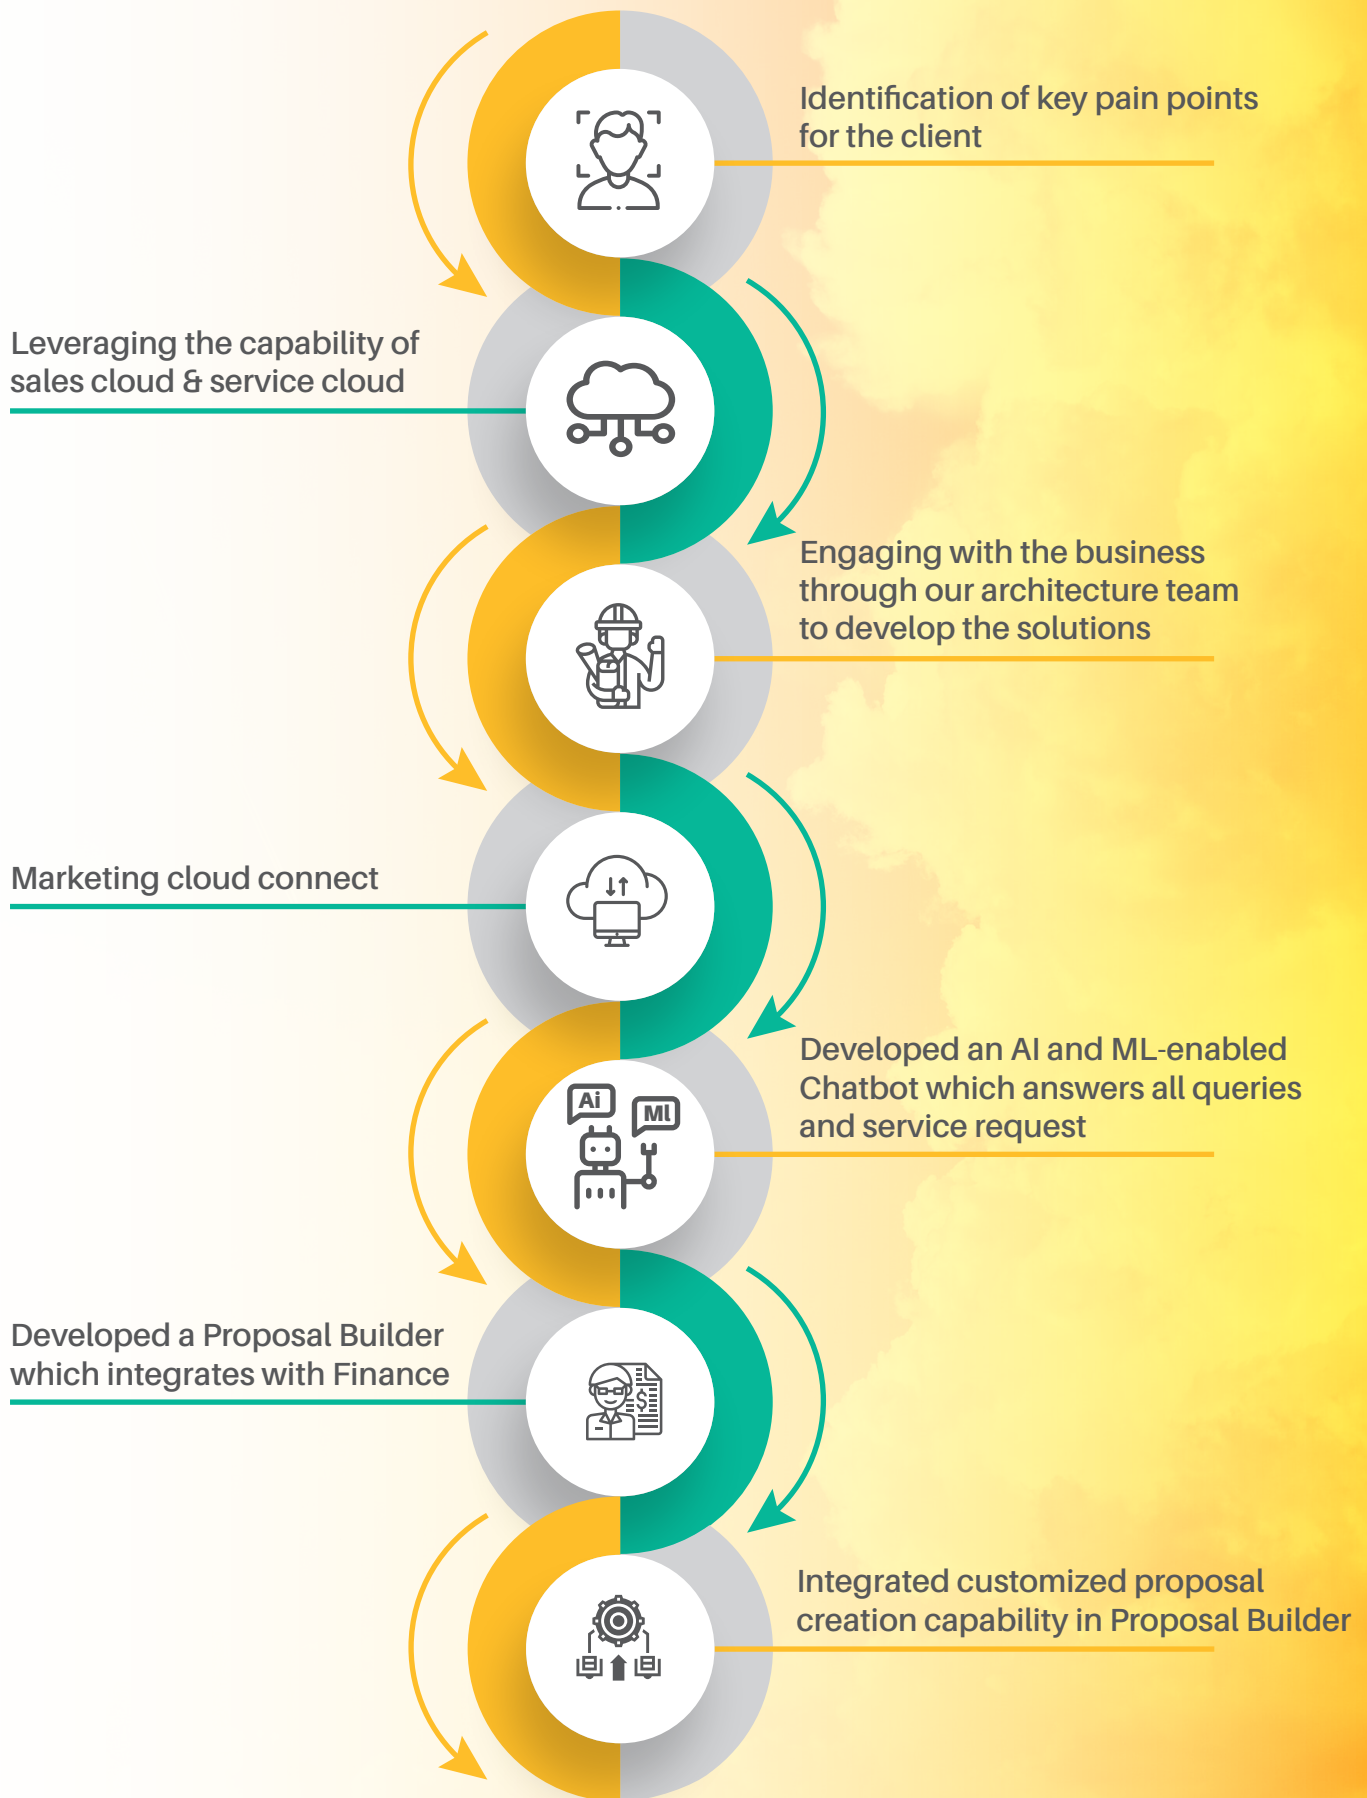 Identification of key pain points
for the client
Leveraging the capability of
sales cloud & service cloud
Engaging with the business
through our architecture team
to develop the solutions
Marketing cloud connect
Developed an AI and ML-enabled
Chatbot which answers all queries
and service request
Ai
Ml
Developed a Proposal Builder
which integrates with Finance
$
Integrated customized proposal
creation capability in Proposal Builder